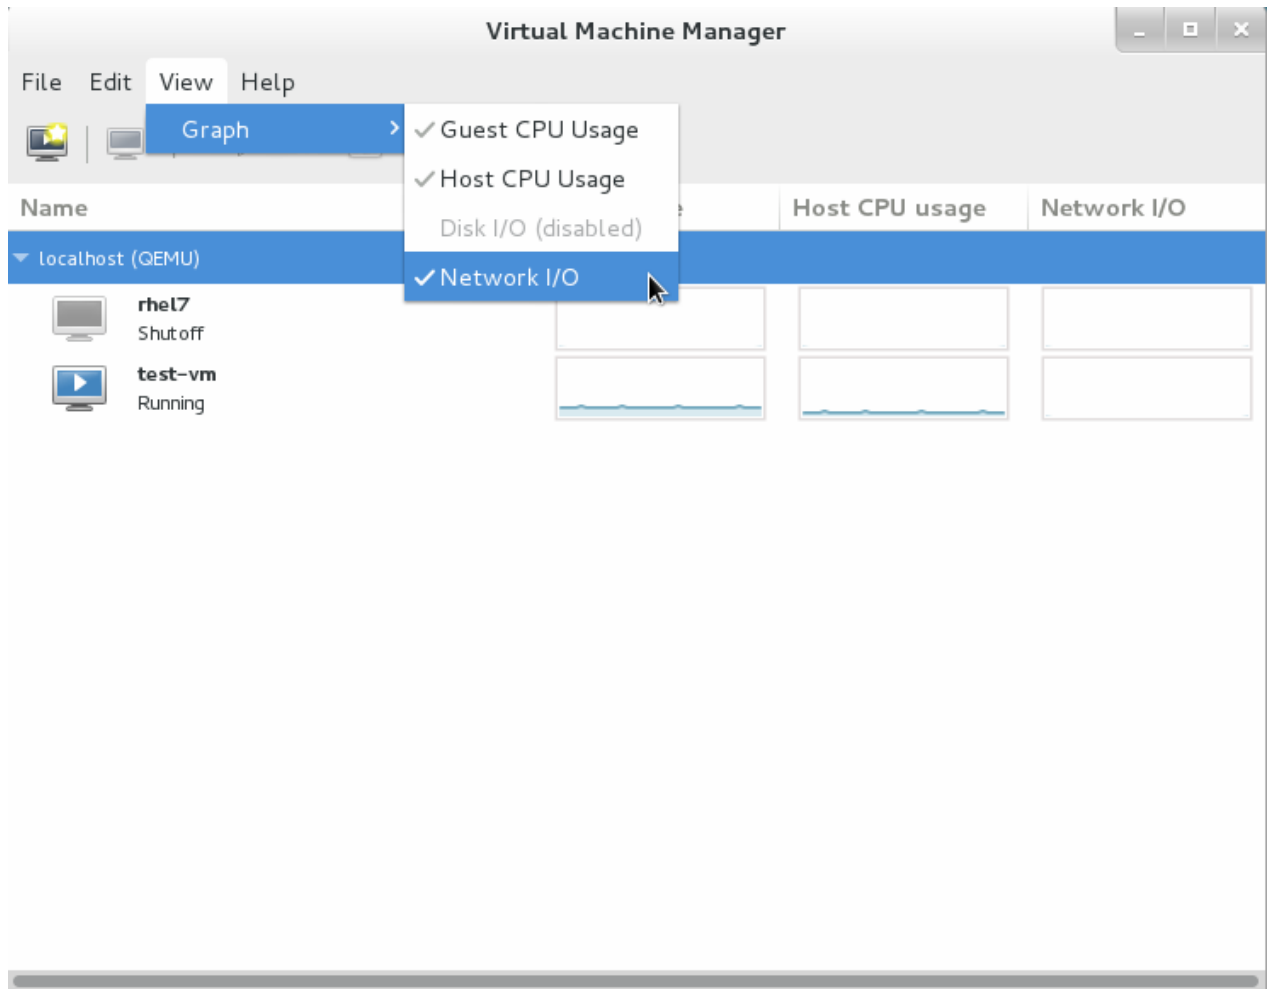 Virtual Machine Manager
File Edit View Help
Graph
Guest CPU Usage
Host CPU Usage
Disk I/O (disabled)
Network I/O
Name Host CPU usage Network I/O
localhost (QEMU)
rhel7
Shutoff
test-vm
Running